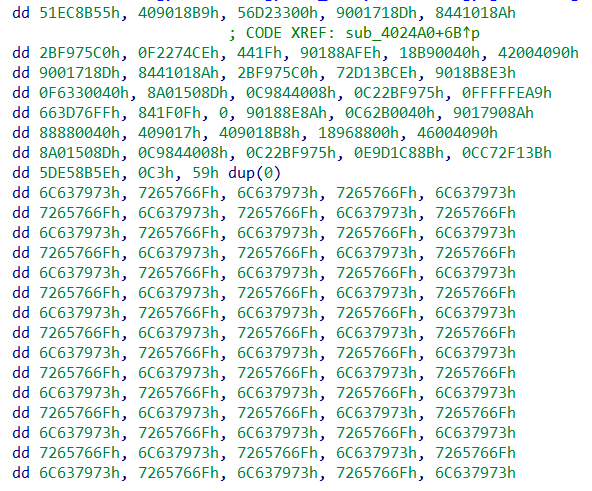 dd 51EC8B55h, 409018B9h, 56D23300h, 9001718Dh, 8441018Ah
; CODE XREF: sub_4024A0+6B↑p
dd 2BF975C0h, 0F2274CEh, 441Fh, 90188AFEh, 18B90040h, 42004090h
dd 9001718Dh, 8441018Ah, 2BF975C0h, 72D13BCEh, 9018B8E3h
dd 0F6330040h, 8A01508Dh, 0C9844008h, 0C22BF975h, 0FFFFFEA9h
dd 663D76FFh, 841F0Fh, 0, 90188E8Ah, 0C62B0040h, 9017908Ah
dd 88880040h, 409017h, 409018B8h, 18968800h, 46004090h
dd 8A01508Dh, 0C9844008h, 0C22BF975h, 0E9D1C88Bh, 0CC72F13Bh
dd 5DE58B5Eh, 0C3h, 59h dup(0)
dd 6C637973h, 7265766Fh, 6C637973h, 7265766Fh, 6C637973h
dd 7265766Fh, 6C637973h, 7265766Fh, 6C637973h, 7265766Fh
dd 6C637973h, 7265766Fh, 6C637973h, 7265766Fh, 6C637973h
dd 7265766Fh, 6C637973h, 7265766Fh, 6C637973h, 7265766Fh
dd 6C637973h, 7265766Fh, 6C637973h, 7265766Fh, 6C637973h
dd 7265766Fh, 6C637973h, 7265766Fh, 6C637973h, 7265766Fh
dd 6C637973h, 7265766Fh, 6C637973h, 7265766Fh, 6C637973h
dd 7265766Fh, 6C637973h, 7265766Fh, 6C637973h, 7265766Fh
dd 6C637973h, 7265766Fh, 6C637973h, 7265766Fh, 6C637973h
dd 7265766Fh, 6C637973h, 7265766Fh, 6C637973h, 7265766Fh
dd 6C637973h, 7265766Fh, 6C637973h, 7265766Fh, 6C637973h
dd 7265766Fh, 6C637973h, 7265766Fh, 6C637973h, 7265766Fh
dd 6C637973h, 7265766Fh, 6C637973h, 7265766Fh, 6C637973h
dd 7265766Fh, 6C637973h, 7265766Fh, 6C637973h, 7265766Fh
dd 6C637973h, 7265766Fh, 6C637973h, 7265766Fh, 6C637973h